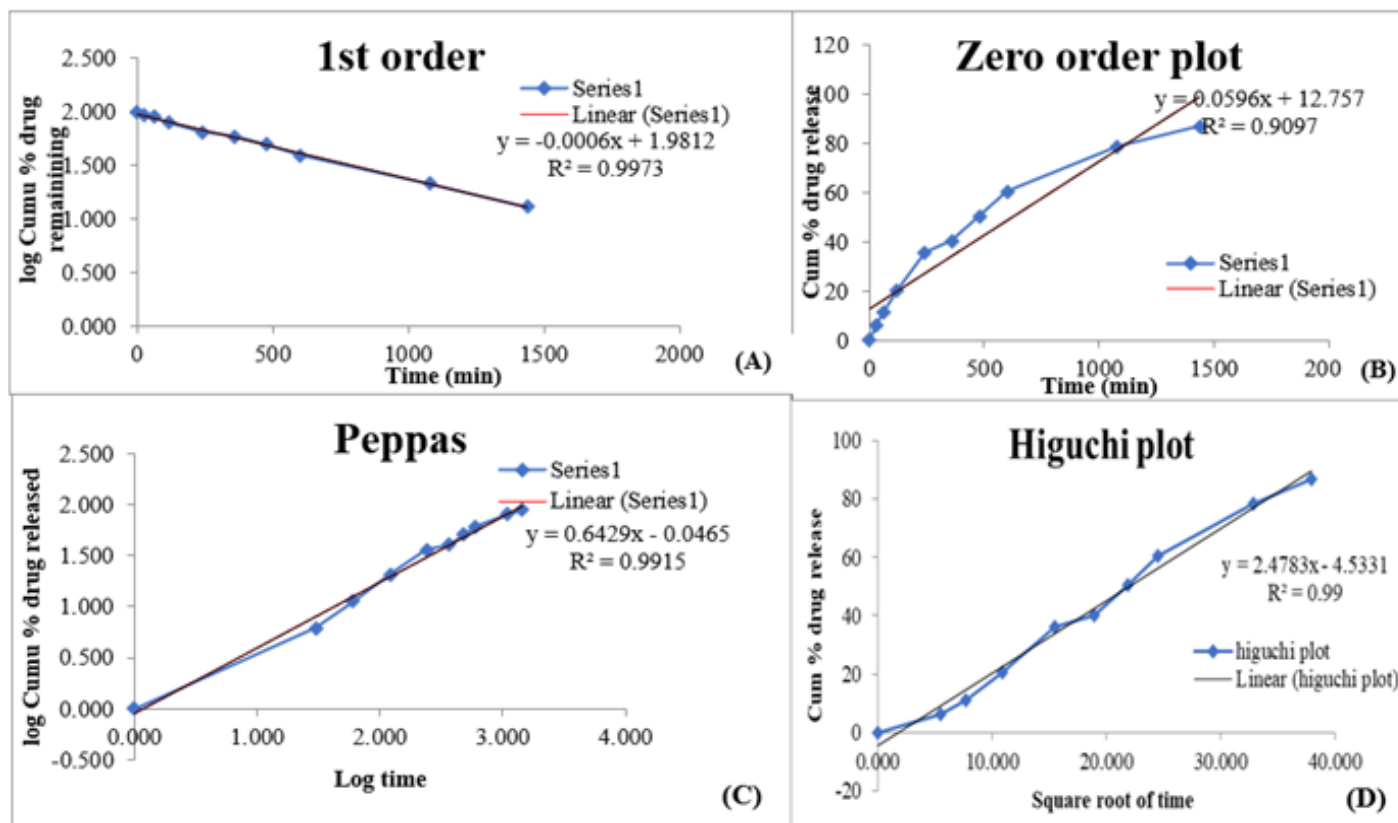 1st order
2.500
2.000
1.500
1.000
0.500
0.000
log Cumu % drug
remainining
Series1
Linear (Series1)
y = -0.0006x + 1.9812
R² = 0.9973
0 500 1000 1500 2000
Time (min)
(A)
Zero order plot
120
100
80
60
40
20
0
Cum % drug release
y = 0.0596x + 12.757
R² = 0.9097
Series1
Linear (Series1)
0 500 1000 1500 200
Time (min)
(B)
Peppas
2.500
2.000
1.500
1.000
0.500
0.000
-0.500
log Cumu % drug released
Series1
Linear (Series1)
y = 0.6429x - 0.0465
R² = 0.9915
0.000 1.000 2.000 3.000 4.000
Log time
(C)
Higuchi plot
100
80
60
40
20
0
-20
Cum % drug release
y = 2.4783x - 4.5331
R² = 0.99
higuchi plot
Linear (higuchi plot)
0.000 10.000 20.000 30.000 40.000
Square root of time
(D)